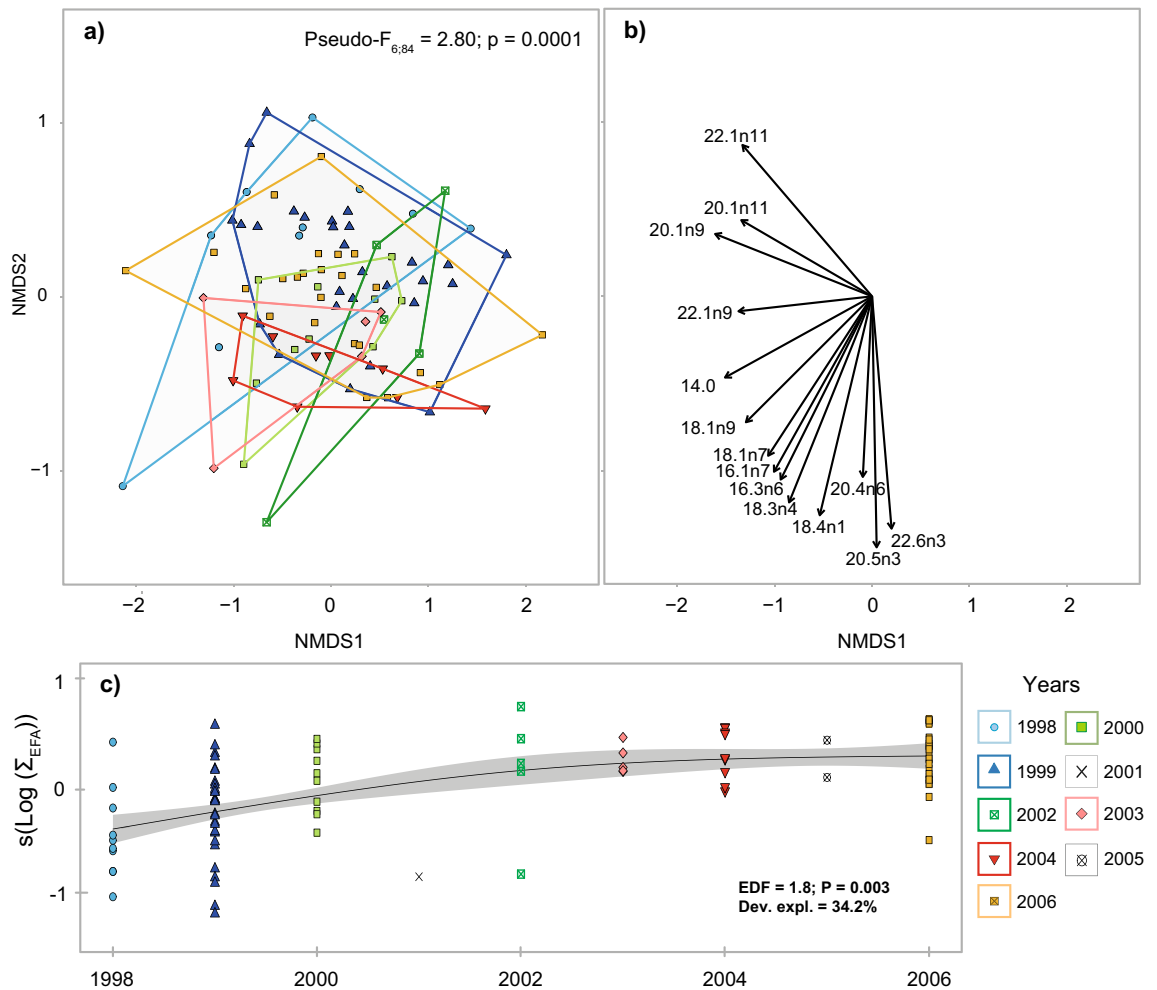 a)
Pseudo-F6;84 = 2.80; p = 0.0001
b)
NMDS2
1
0
−1
−2
−1
0
1
2
NMDS1
22.1n11
20.1n11
20.1n9
22.1n9
14.0
18.1n9
18.1n7
16.1n7
16.3n6
18.3n4
18.4n1
20.4n6
22.6n3
20.5n3
−2
−1
0
1
2
NMDS1
c)
s(Log (ΣEFA))
1
0
-1
EDF = 1.8; P = 0.003
Dev. expl. = 34.2%
1998
2000
2002
2004
2006
Years
1998
2000
1999
2001
2002
2003
2004
2005
2006